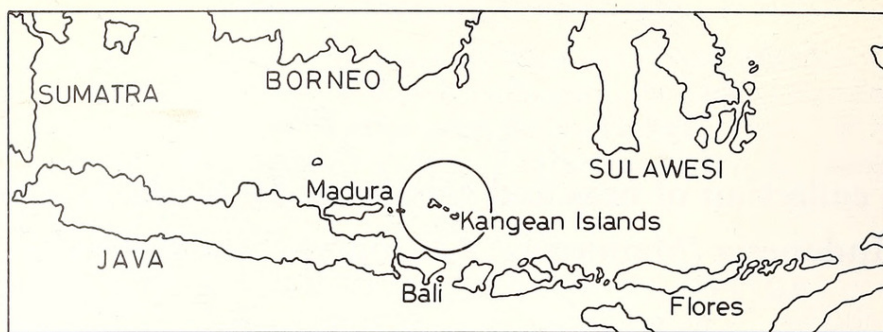 BORNEO
SUMATRA
SULAWESI
Madura
Kangean Islands
JAVA
Bali
Flores